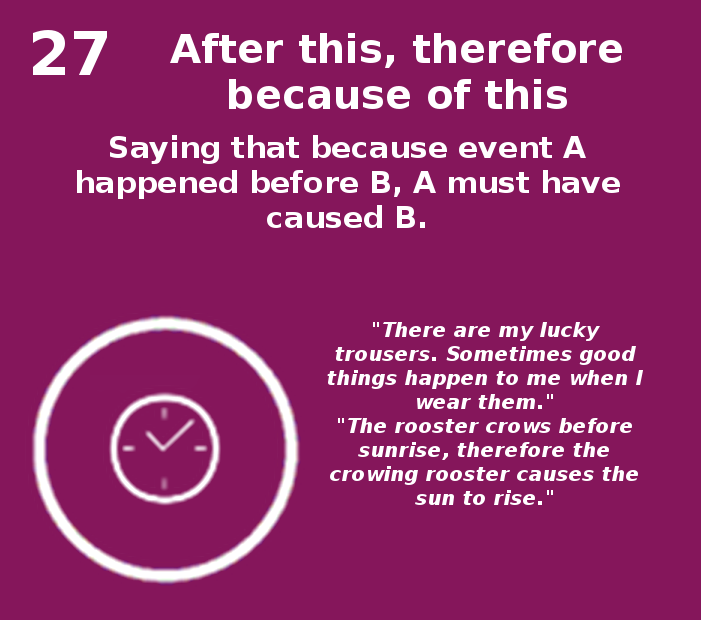 27
After this, therefore
because of this
Saying that because event A
happened before B, A must have
caused B.
"There are my lucky
trousers. Sometimes good
things happen to me when I
wear them."
"The rooster crows before
sunrise, therefore the
crowing rooster causes the
sun to rise."